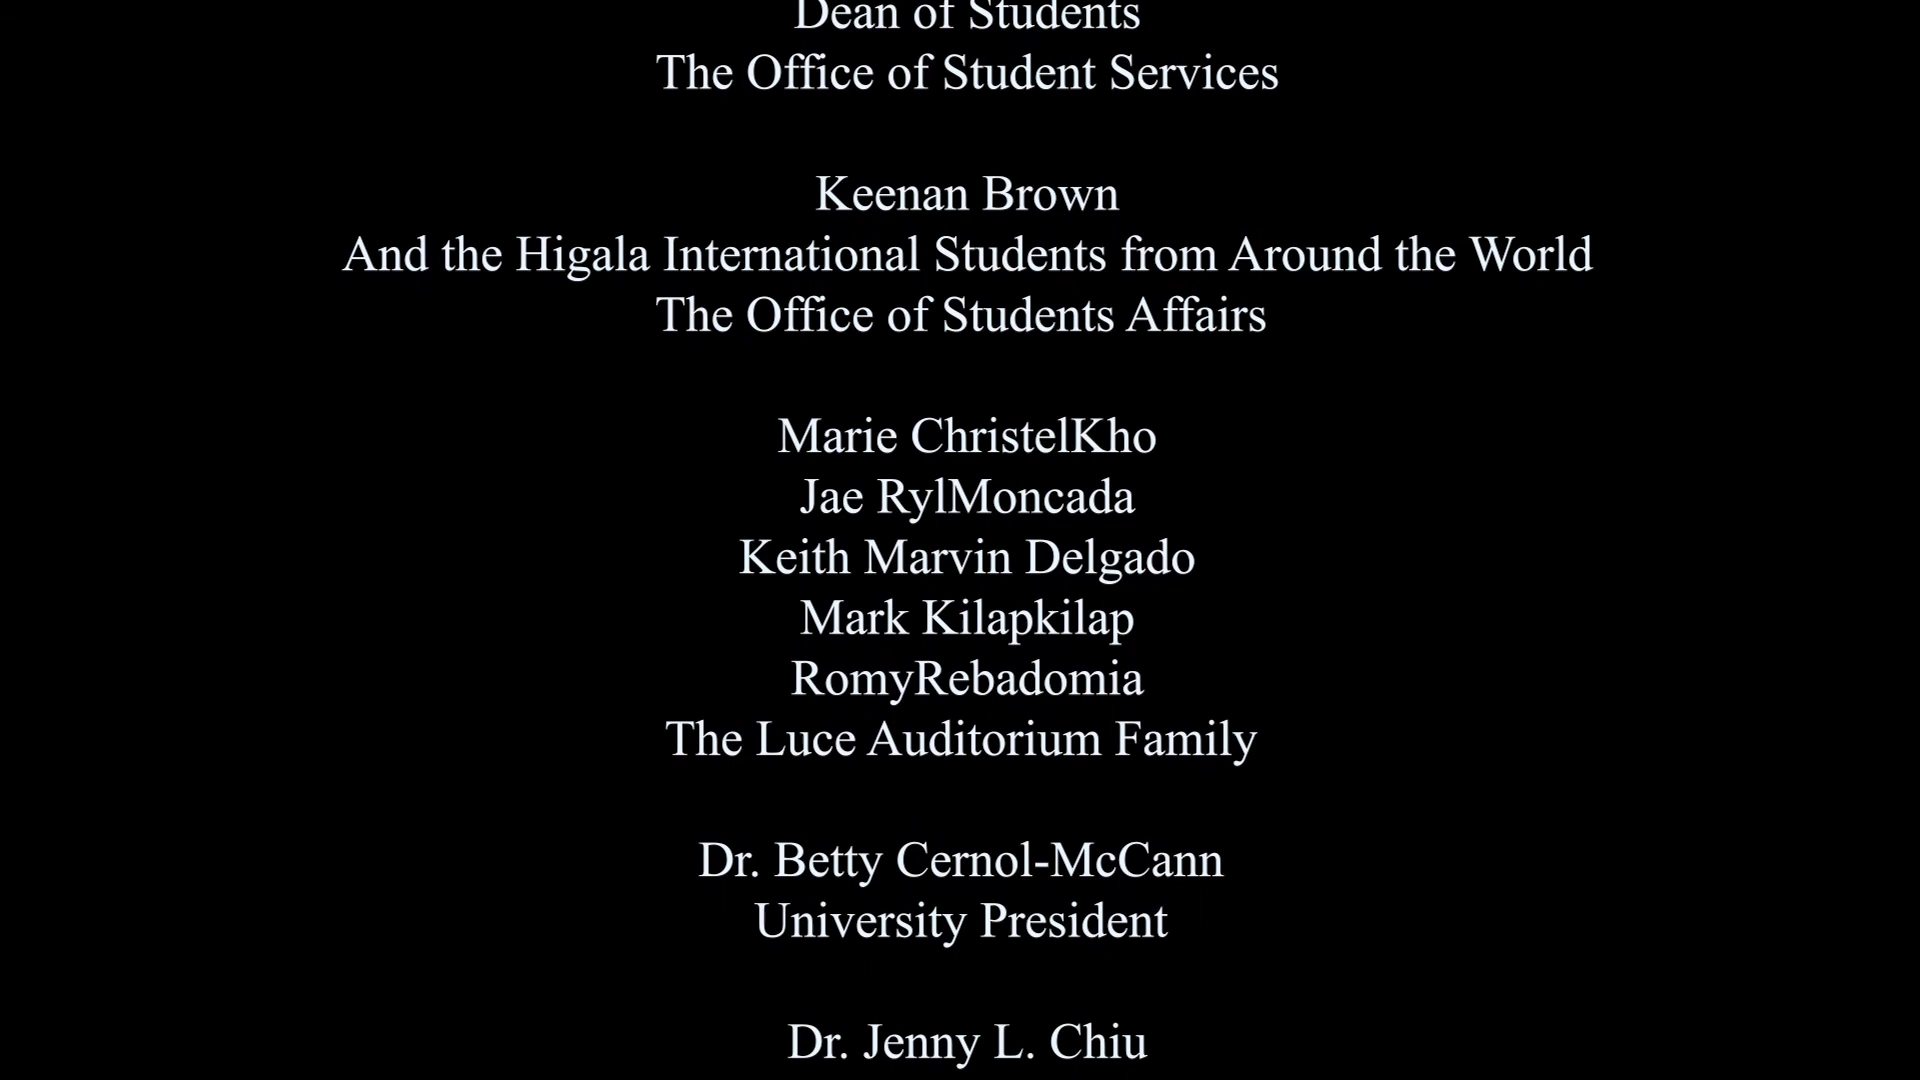 Dean of Students
The Office of Student Services
Keenan Brown
And the Higala International Students from Around the World
The Office of Students Affairs
Marie ChristelKho
Jae RylMoncada
Keith Marvin Delgado
Mark Kilapkilap
RomyRebadomia
The Luce Auditorium Family
Dr. Betty Cernol-McCann
University President
Dr. Jenny L. Chiu